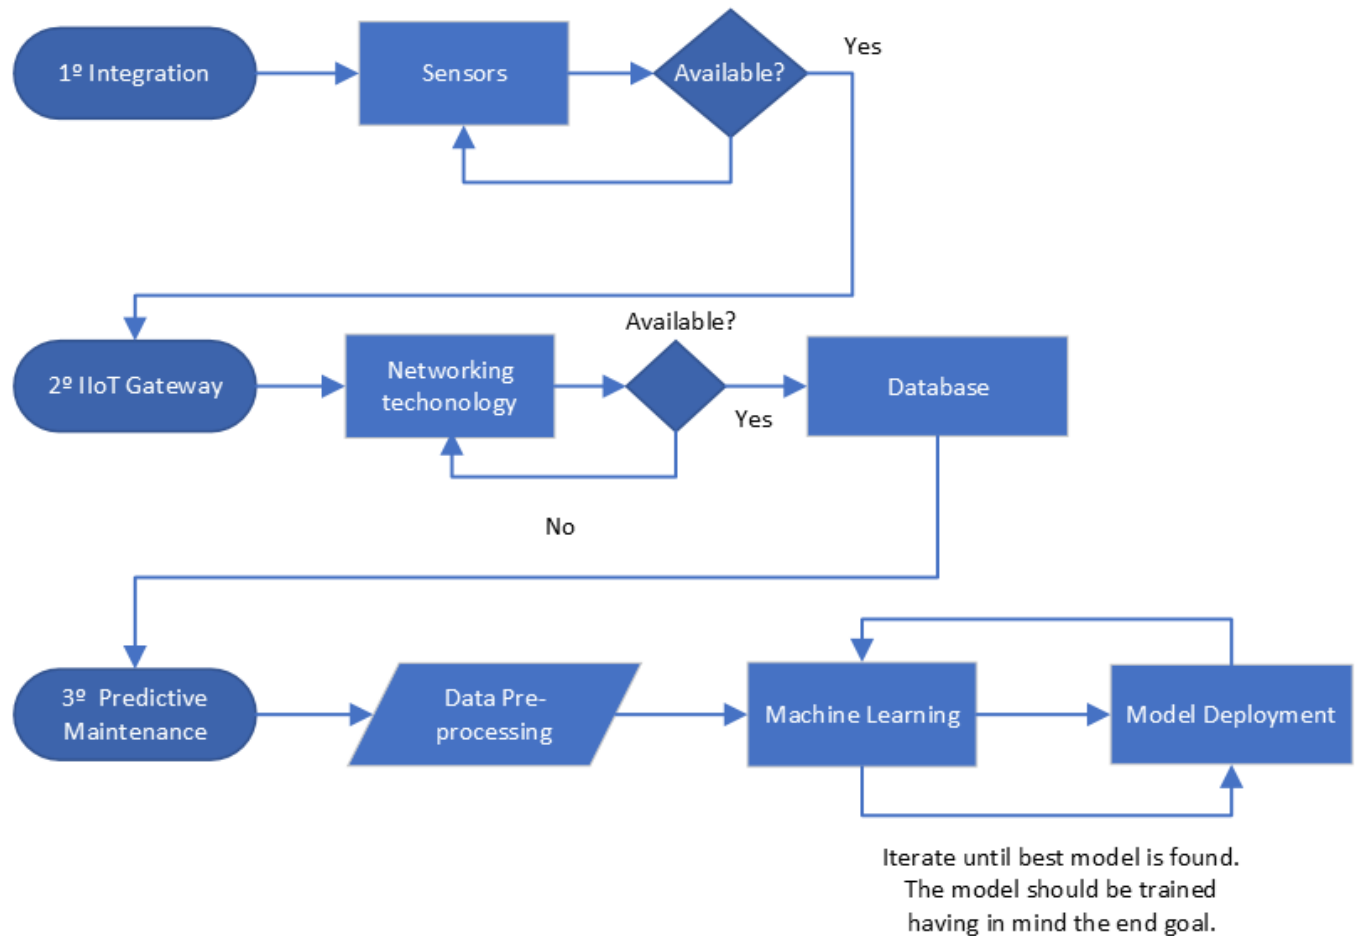 1º Integration
Sensors
Available?
Yes
2º IIoT Gateway
Networking
techonology
Available?
Yes
Database
No
3º Predictive
Maintenance
Data Pre-
processing
Machine Learning
Model Deployment
Iterate until best model is found.
The model should be trained
having in mind the end goal.